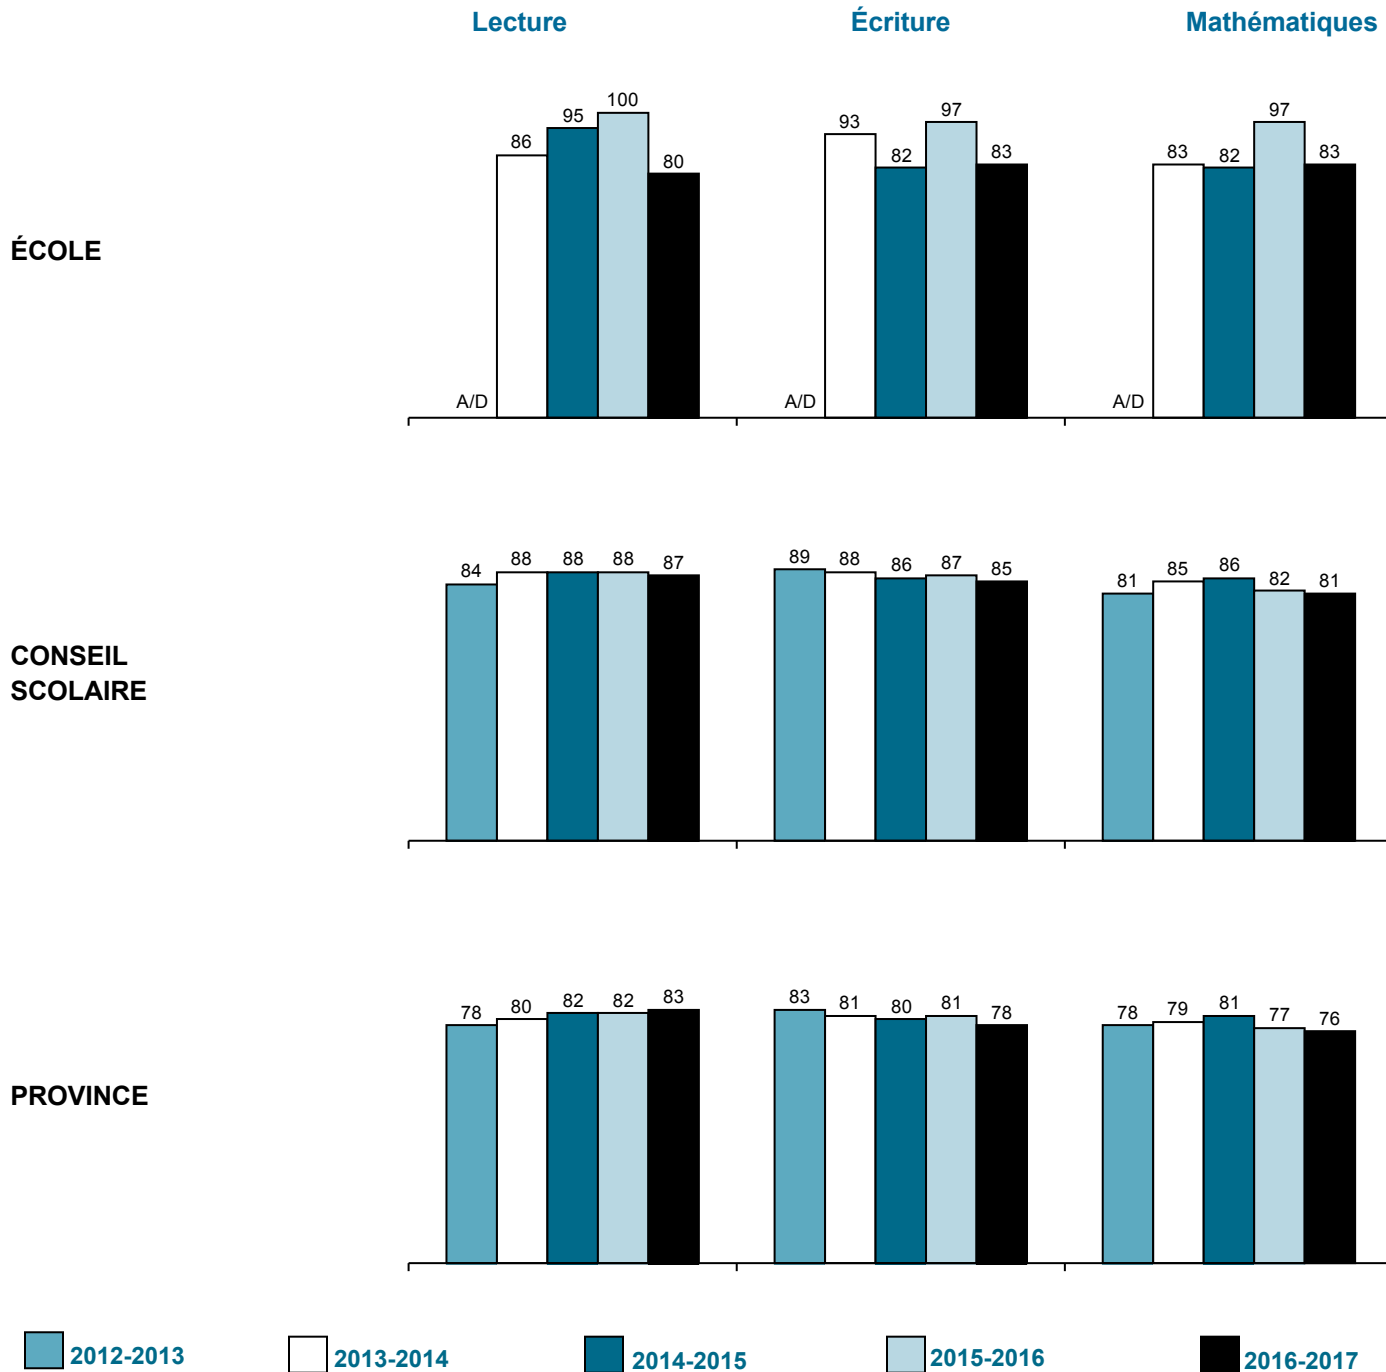 Lecture Écriture Mathématiques
86 95 100 80 93 82 97 83 83 82 97 83
ÉCOLE
A/D A/D A/D
84 88 88 88 87 89 88 86 87 85 81 85 86 82 81
CONSEIL
SCOLAIRE
78 80 82 82 83 83 81 80 81 78 78 79 81 77 76
PROVINCE
2012-2013 2013-2014 2014-2015 2015-2016 2016-2017